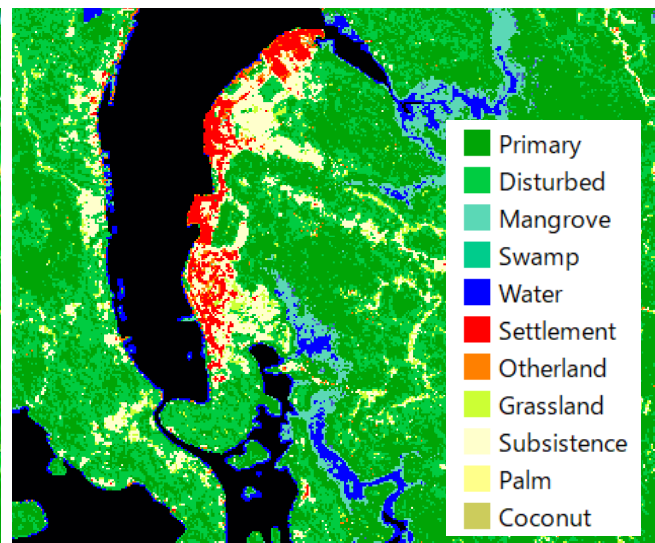 Primary
Disturbed
Mangrove
Swamp
Water
Settlement
Otherland
Grassland
Subsistence
Palm
Coconut